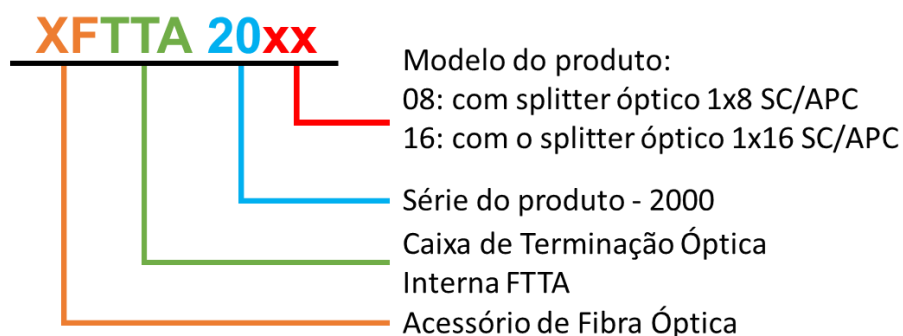 XFTTA 20xx
Modelo do produto:
08: com splitter óptico 1x8 SC/APC
16: com o splitter óptico 1x16 SC/APC
Série do produto - 2000
Caixa de Terminação Óptica
Interna FTTA
Acessório de Fibra Óptica